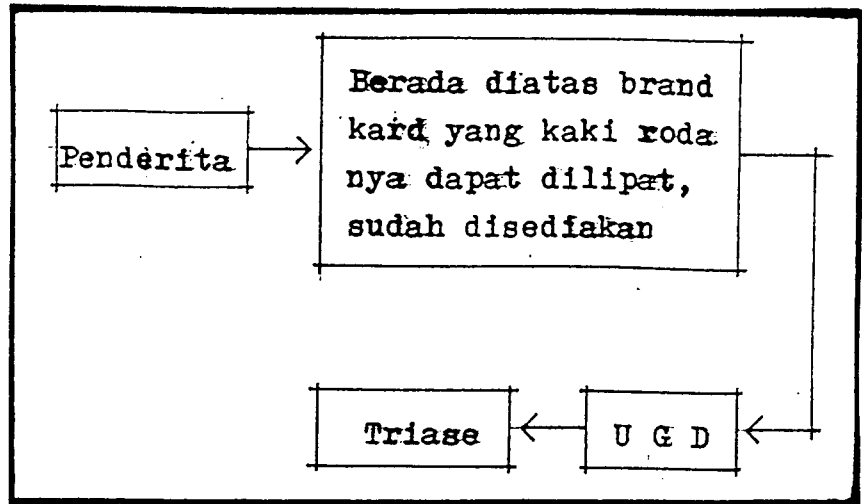 Penderita
Berada diatas brand
kard yang kaki roda
nya dapat dilipat,
sudah disediakan
U G D
Triase